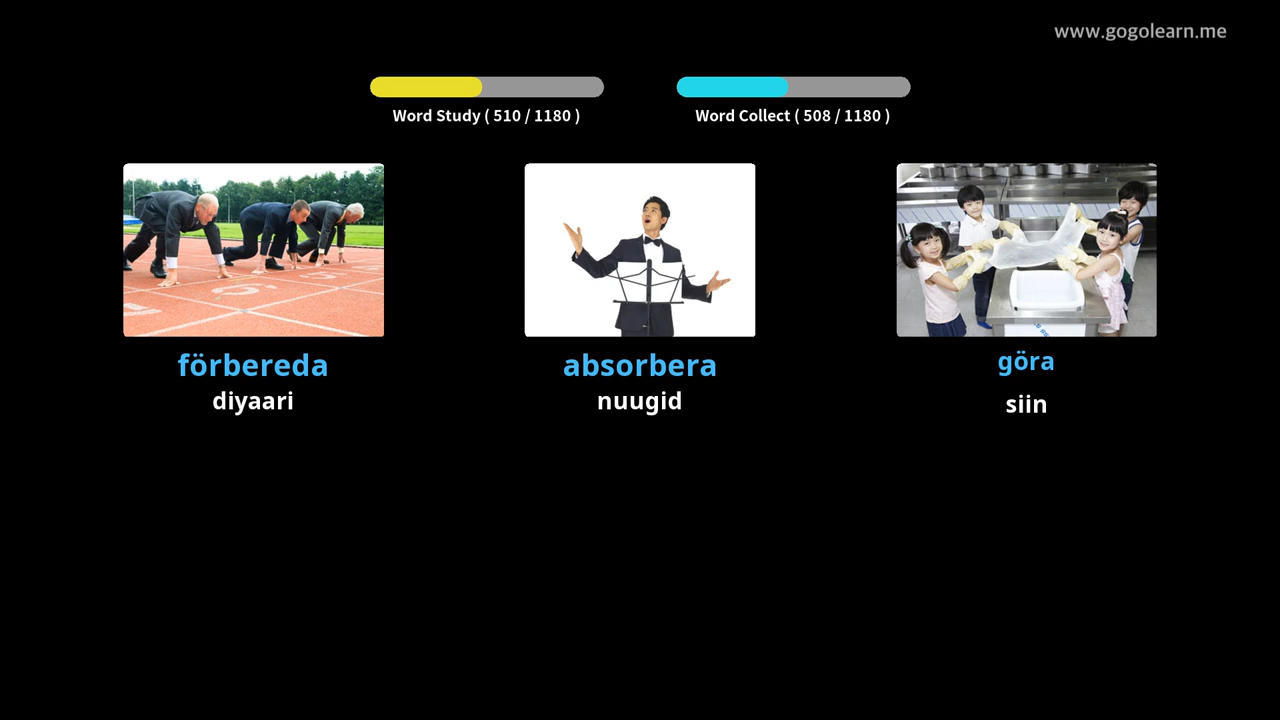 www.gogolearn.me
Word Study ( 510 / 1180 )
Word Collect ( 508 / 1180 )
förbereda
diyaari
absorbera
nuugid
göra
siin